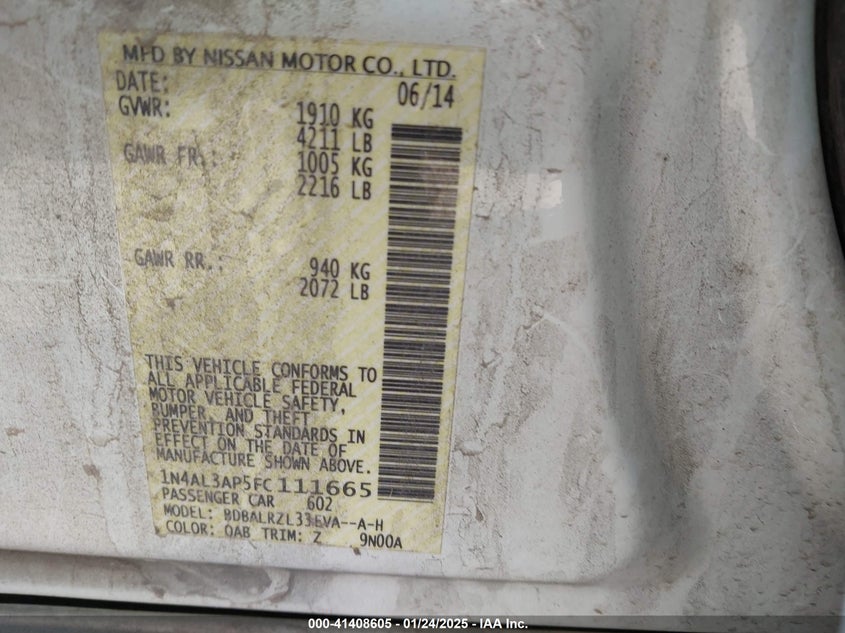 MFD BY NISSAN MOTOR CO., LTD.
DATE: 06/14
GVWR: 1910 KG
4211 LB
GAWR FR.: 1005 KG
2216 LB
GAWR RR.: 940 KG
2072 LB
THIS VEHICLE CONFORMS TO
ALL APPLICABLE FEDERAL
MOTOR VEHICLE SAFETY,
BUMPER, AND THEFT
PREVENTION STANDARDS IN
EFFECT ON THE DATE OF
MANUFACTURE SHOWN ABOVE.
1N4AL3AP5FC111665
PASSENGER CAR 602
MODEL: BDBALRZL33EVA--A-H
COLOR: QAB TRIM: Z 9N00A
000-41408605 - 01/24/2025 - IAA Inc.